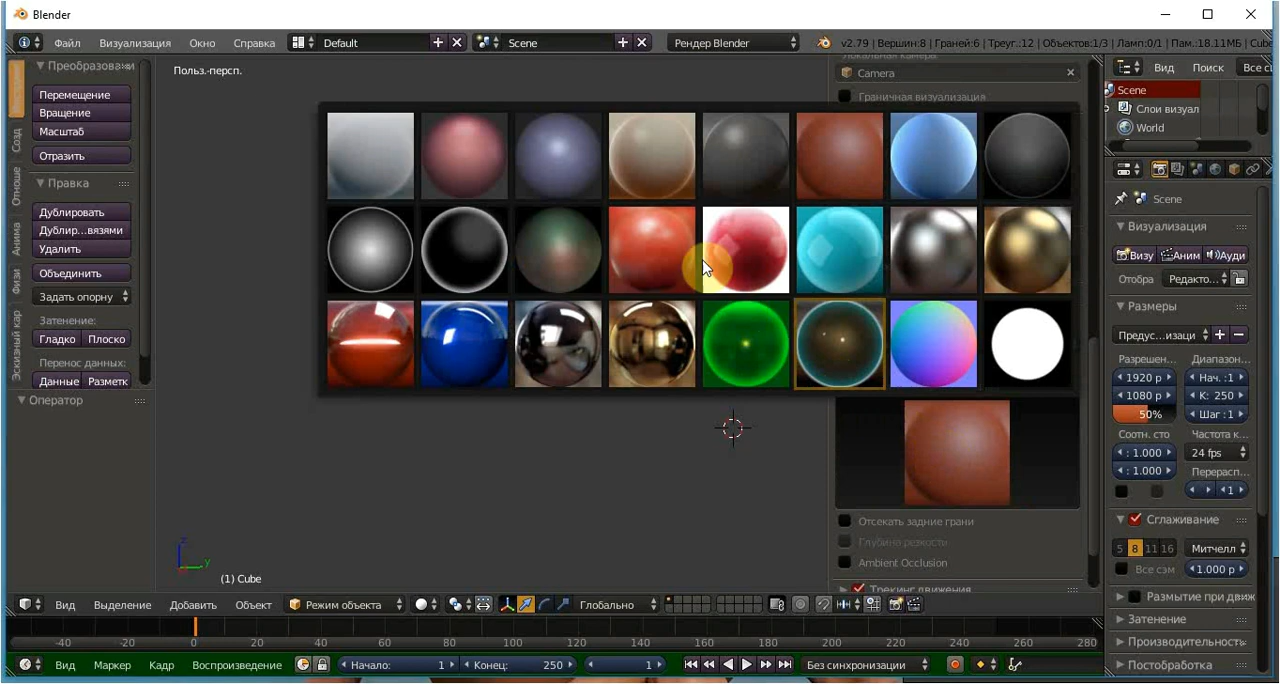 Blender
Файл Визуализация Окно Справка Default Scene Рендер Blender v2.79 | Вершин:8 | Граней:6 | Треуг.:12 | Объектов:1/3 | Ламп:0/1 | Пам.:18.11МБ | Cube
Преобразовани
Перемещение
Вращение
Масштаб
Отразить
Правка
Дублировать
Дублир...вязями
Удалить
Объединить
Задать опорну
Затенение:
Гладко Плоско
Перенос данных:
Данные Разметк
Оператор
Созд
Отноше
Анима
Физи
Эскизный кар
Польз.-персп.
(1) Cube
Camera
Граничная визуализация
Отсекать задние грани
Глубина резкости
Ambient Occlusion
Трекинг движения
Вид Поиск Все с
Scene
Слои визуал
World
Scene
Визуализация
Визу Аним Ауди
Отобра Редакто...
Размеры
Предус...изаци
Разрешен... Диапазон...
1920 p Нач.:1
1080 p К: 250
50% Шаг :1
Соотн. сто Частота к...
: 1.000 24 fps
: 1.000 Перерасп...
1
Сглаживание
5 8 11 16 Митчелл
Все сэм 1.000 р
Размытие при движ
Затенение
Производительность
Постобработка
Вид Выделение Добавить Объект Режим объекта Глобально
-40 -20 0 20 40 60 80 100 120 140 160 180 200 220 240 260 280
Вид Маркер Кадр Воспроизведение Начало: 1 Конец: 250 1 Без синхронизации